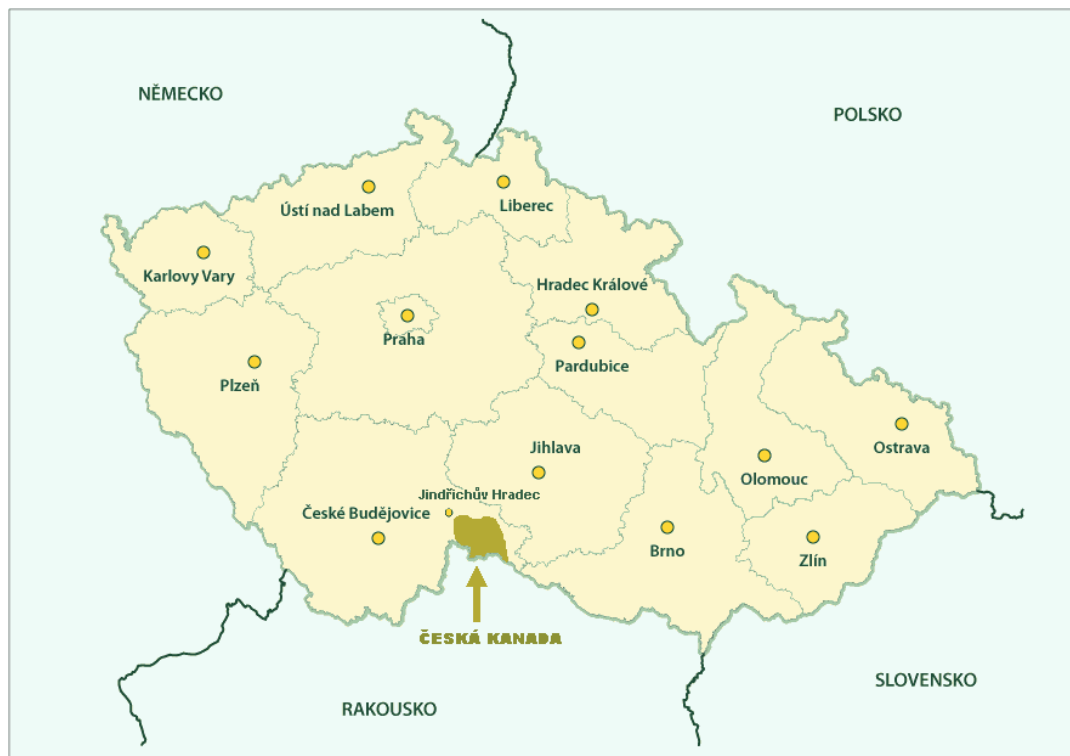 NĚMECKO
POLSKO
Ústí nad Labem
Liberec
Karlovy Vary
Hradec Králové
Praha
Pardubice
Plzeň
Ostrava
Jihlava
Olomouc
Jindřichův Hradec
České Budějovice
Brno
Zlín
ČESKÁ KANADA
SLOVENSKO
RAKOUSKO